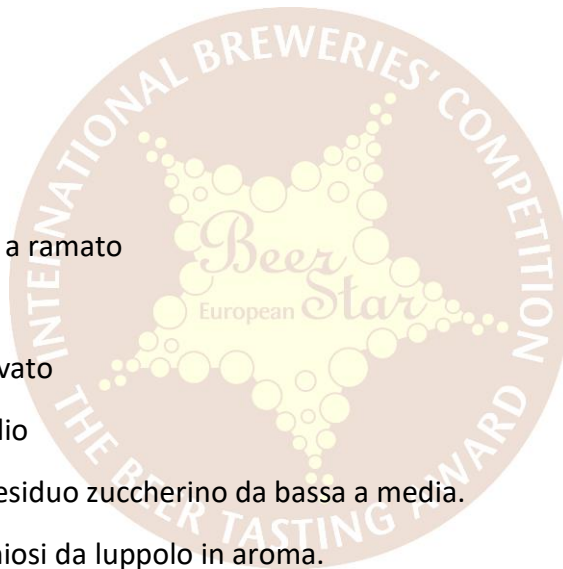 INTERNATIONAL BREWERIES' COMPETITION
a ramato
Beer
European Star
vato
dio
esiduo zuccherino da bassa a media.
niosi da luppolo in aroma.
THE BEER TASTING AWARD